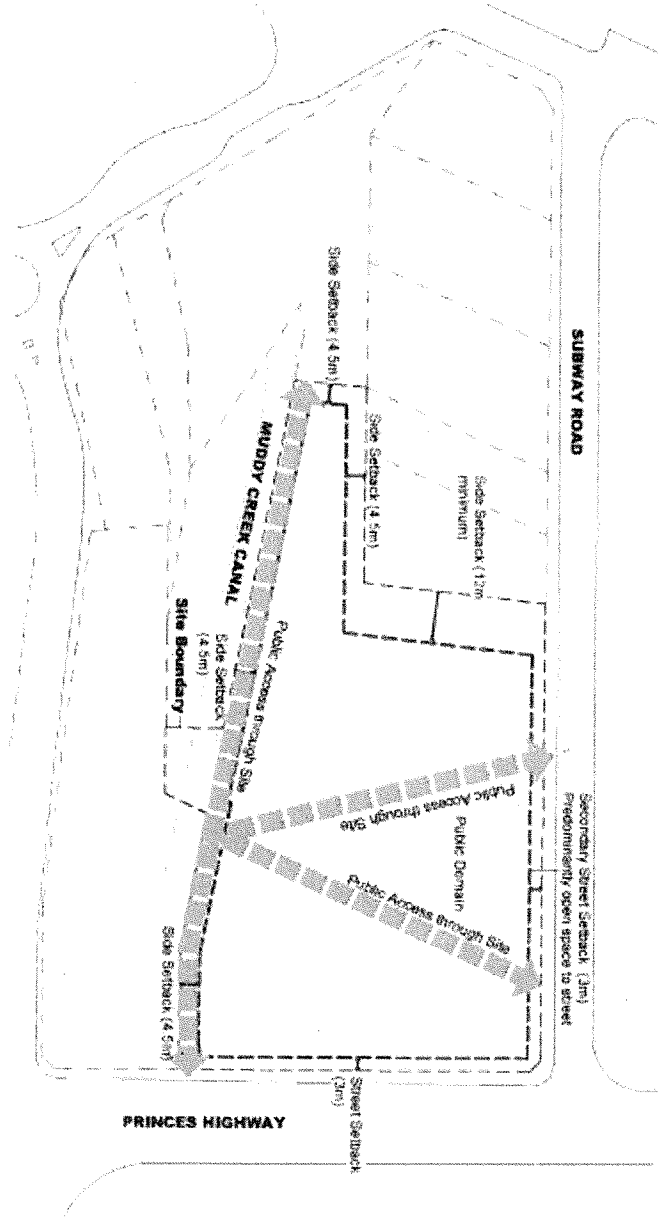 SUBWAY ROAD
Side Setback (4.5m)
Side Setback (4.5m)
Side Setback (12m
minimum)
MUDDY CREEK CANAL
Public Access through Site
Site Boundary
Side Setback
(4.5m)
Public Access through Site
Public Domain
Public Access through Site
Secondary Street Setback (3m)
Predominantly open space to street
Side Setback (4.5m)
Street Setback
(3m)
PRINCES HIGHWAY